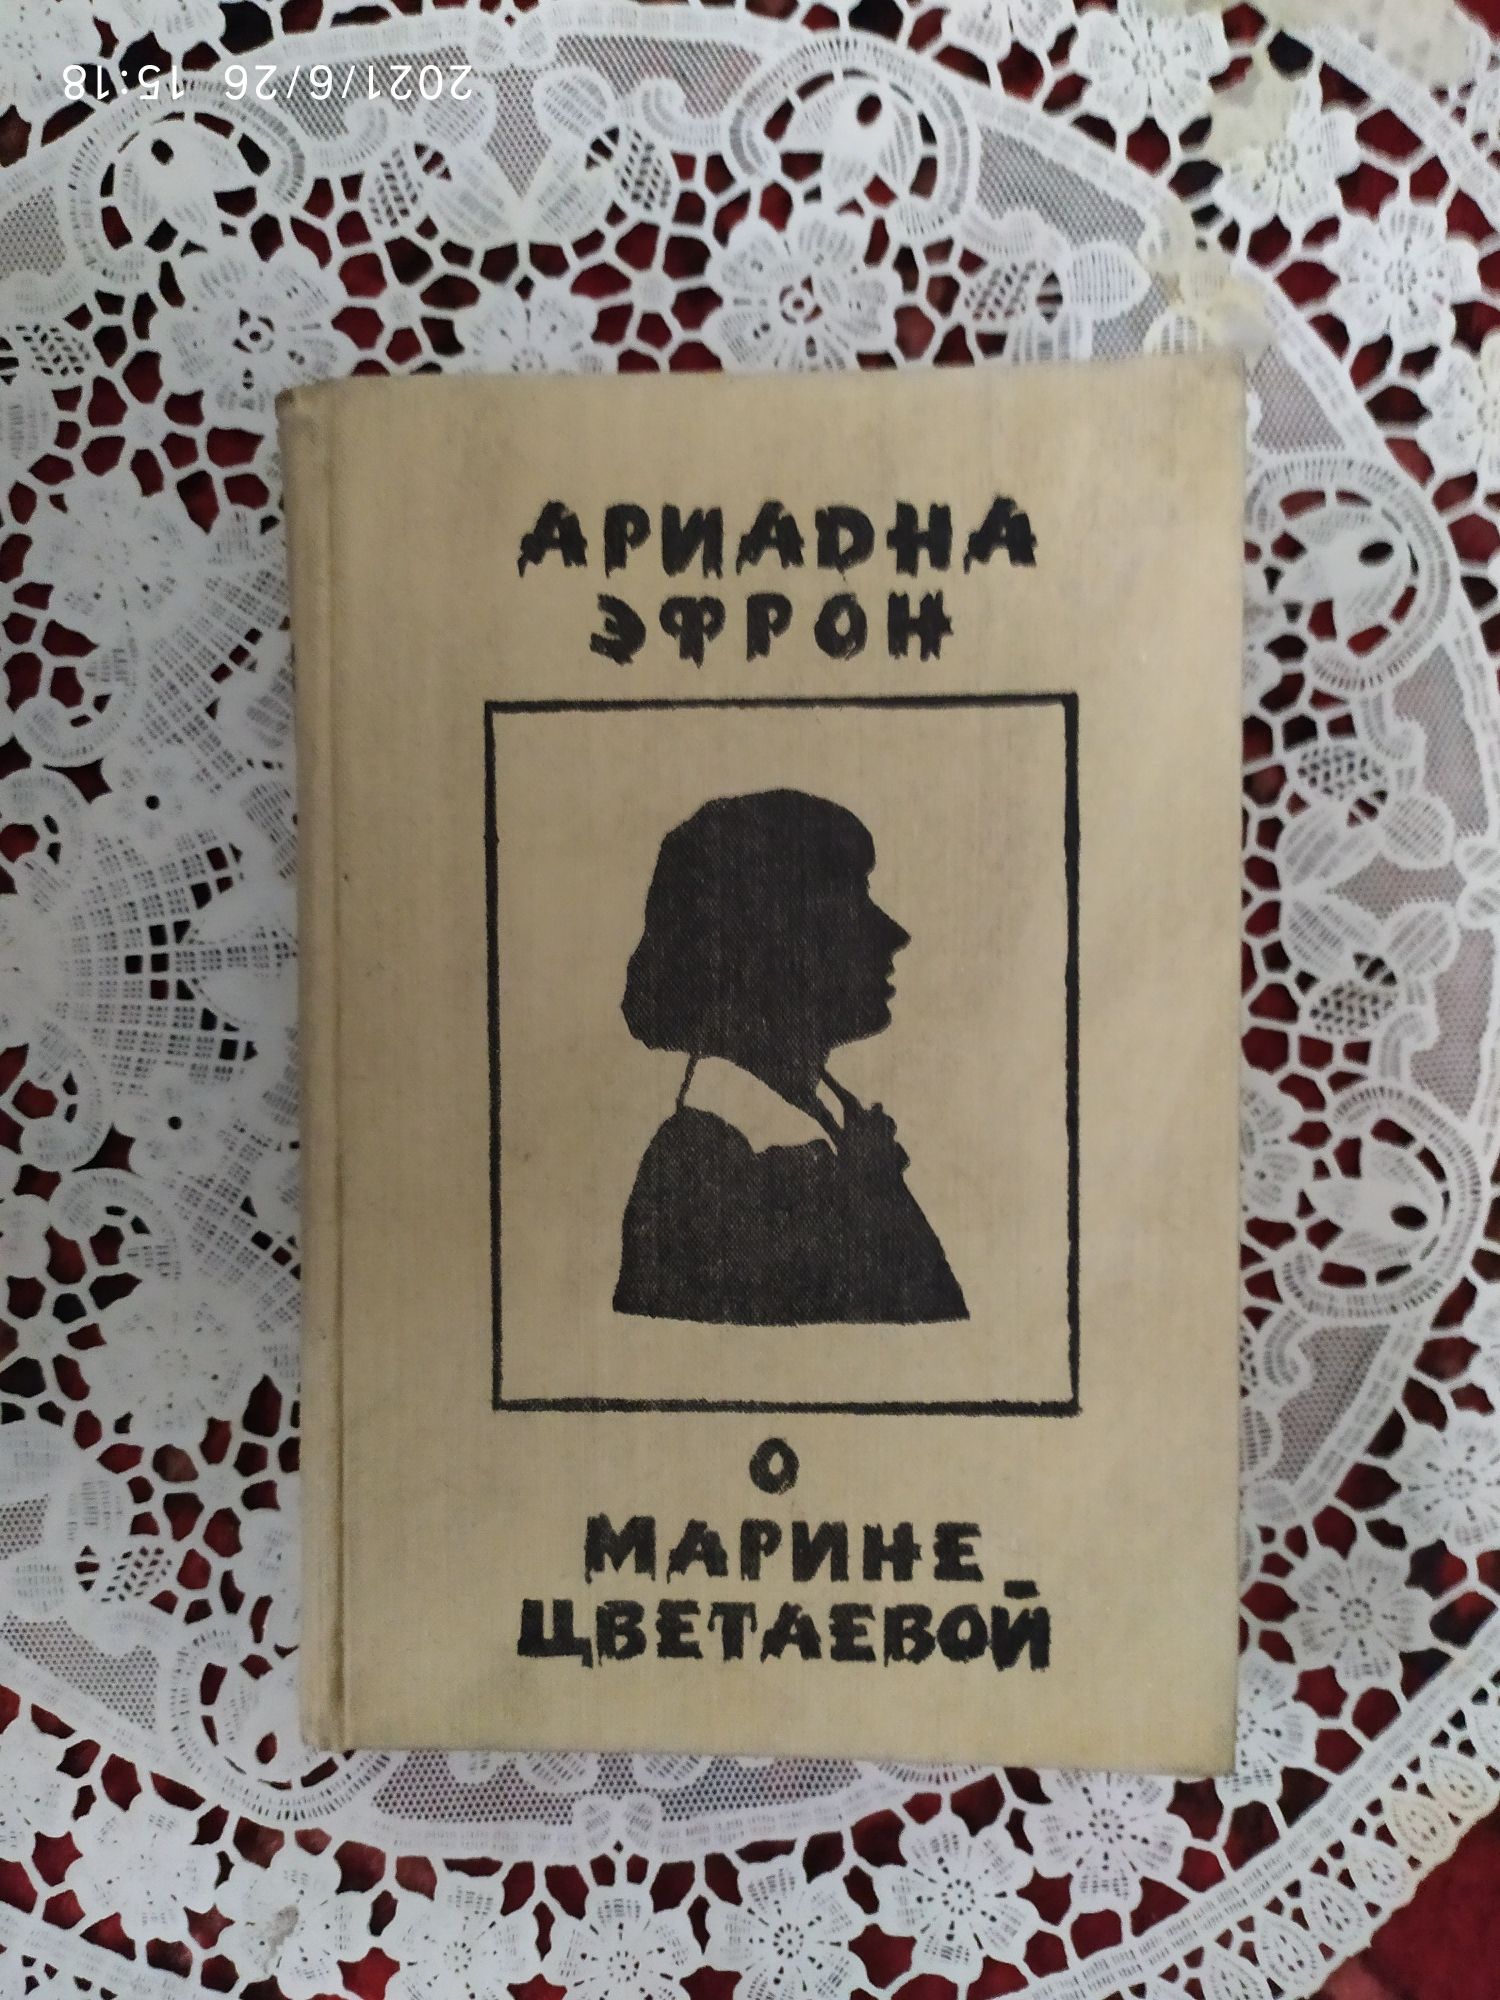 2021/6/26 15:18
АРИАДНА
ЭФРОН
О
МАРИНЕ
ЦВЕТАЕВОЙ